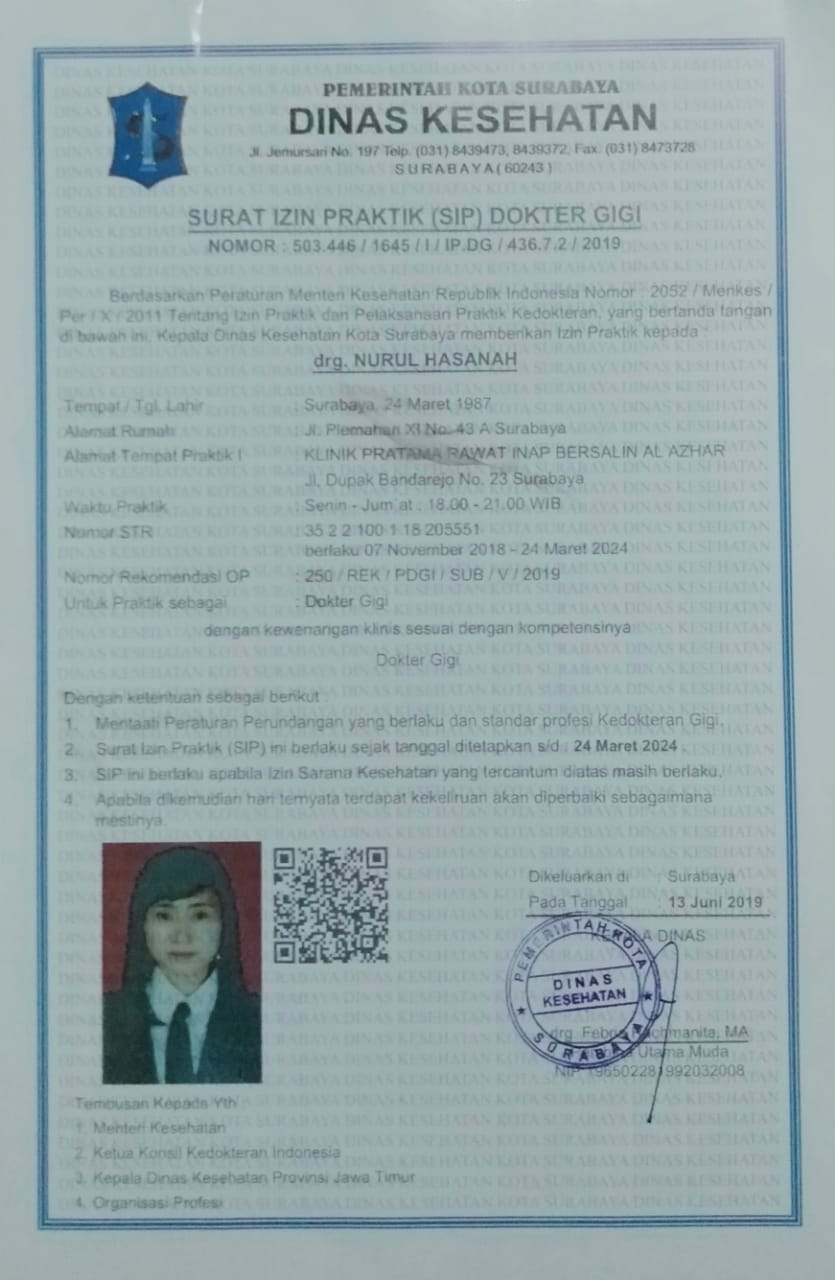 PEMERINTAH KOTA SURABAYA
DINAS KESEHATAN
Jl. Jemursari No. 197 Telp. (031) 8439473, 8439372, Fax. (031) 8473728
SURABAYA ( 60243 )
SURAT IZIN PRAKTIK (SIP) DOKTER GIGI
NOMOR : 503.446 / 1645 / I / IP.DG / 436.7.2 / 2019
Berdasarkan Peraturan Menteri Kesehatan Republik Indonesia Nomor : 2052 / Menkes /
Per / X / 2011 Tentang Izin Praktik dan Pelaksanaan Praktik Kedokteran, yang bertanda tangan
di bawah ini, Kepala Dinas Kesehatan Kota Surabaya memberikan Izin Praktik kepada :
drg. NURUL HASANAH
Tempat / Tgl. Lahir : Surabaya, 24 Maret 1987
Alamat Rumah : Jl. Plemahan XI No. 43 A Surabaya
Alamat Tempat Praktik I : KLINIK PRATAMA RAWAT INAP BERSALIN AL AZHAR
Jl. Dupak Bandarejo No. 23 Surabaya
Waktu Praktik : Senin - Jum at : 18.00 - 21.00 WIB
Nomor STR : 35 2 2 100 1 18 205551
berlaku 07 November 2018 - 24 Maret 2024
Nomor Rekomendasi OP : 250 / REK / PDGI / SUB / V / 2019
Untuk Praktik sebagai : Dokter Gigi
dengan kewenangan klinis sesuai dengan kompetensinya
Dokter Gigi
Dengan ketentuan sebagai berikut :
1. Mentaati Peraturan Perundangan yang berlaku dan standar profesi Kedokteran Gigi.
2. Surat Izin Praktik (SIP) ini berlaku sejak tanggal ditetapkan s/d : 24 Maret 2024
3. SIP ini berlaku apabila Izin Sarana Kesehatan yang tercantum diatas masih berlaku.
4. Apabila dikemudian hari ternyata terdapat kekeliruan akan diperbaiki sebagaimana
mestinya.
Dikeluarkan di : Surabaya
Pada Tanggal : 13 Juni 2019
KEPALA DINAS
PEMERINTAH KOTA
DINAS
KESEHATAN
SURABAYA
drg. Febria Rachmanita, MA
Utama Muda
NIP 196502281992032008
Tembusan Kepada Yth :
1. Menteri Kesehatan
2. Ketua Konsil Kedokteran Indonesia
3. Kepala Dinas Kesehatan Provinsi Jawa Timur
4. Organisasi Profesi